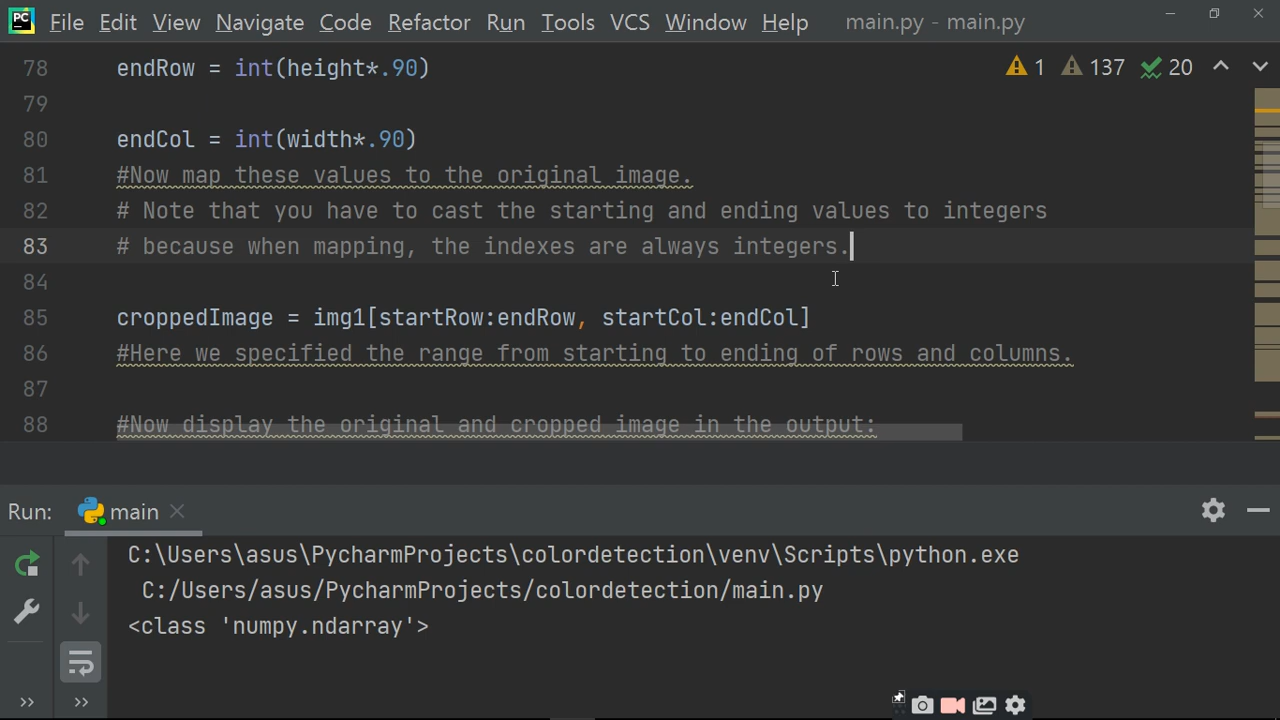 PC File Edit View Navigate Code Refactor Run Tools VCS Window Help main.py - main.py
78 endRow = int(height*.90) 1 137 20
79
80 endCol = int(width*.90)
81 #Now map these values to the original image.
82 # Note that you have to cast the starting and ending values to integers
83 # because when mapping, the indexes are always integers.
84
85 croppedImage = img1[startRow:endRow, startCol:endCol]
86 #Here we specified the range from starting to ending of rows and columns.
87
88 #Now display the original and cropped image in the output:
Run: main
C:\Users\asus\PycharmProjects\colordetection\venv\Scripts\python.exe
C:/Users/asus/PycharmProjects/colordetection/main.py
<class 'numpy.ndarray'>